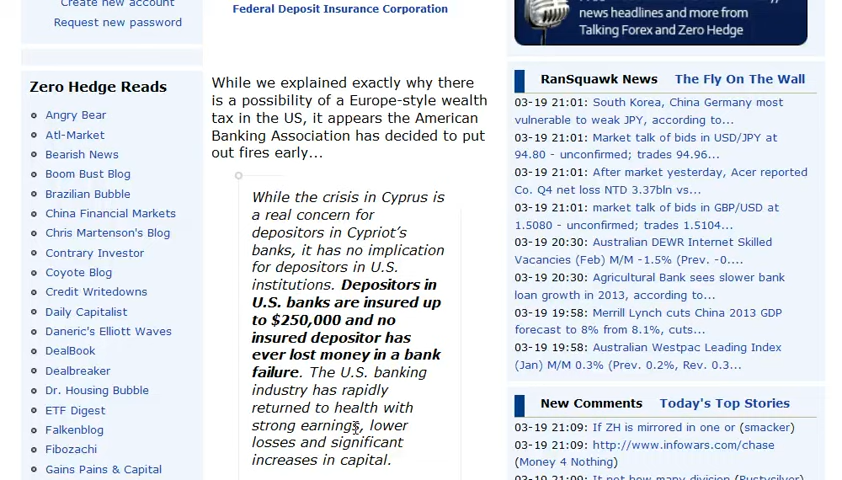 Create new account
Request new password
Zero Hedge Reads
Angry Bear
Atl-Market
Bearish News
Boom Bust Blog
Brazilian Bubble
China Financial Markets
Chris Martenson's Blog
Contrary Investor
Coyote Blog
Credit Writedowns
Daily Capitalist
Daneric's Elliott Waves
DealBook
Dealbreaker
Dr. Housing Bubble
ETF Digest
Falkenblog
Fibozachi
Gains Pains & Capital
Federal Deposit Insurance Corporation
While we explained exactly why there
is a possibility of a Europe-style wealth
tax in the US, it appears the American
Banking Association has decided to put
out fires early...
While the crisis in Cyprus is
a real concern for
depositors in Cypriot's
banks, it has no implication
for depositors in U.S.
institutions. Depositors in
U.S. banks are insured up
to $250,000 and no
insured depositor has
ever lost money in a bank
failure. The U.S. banking
industry has rapidly
returned to health with
strong earnings, lower
losses and significant
increases in capital.
news headlines and more from
Talking Forex and Zero Hedge
RanSquawk News The Fly On The Wall
03-19 21:01: South Korea, China Germany most
vulnerable to weak JPY, according to...
03-19 21:01: Market talk of bids in USD/JPY at
94.80 - unconfirmed; trades 94.96...
03-19 21:01: After market yesterday, Acer reported
Co. Q4 net loss NTD 3.37bln vs...
03-19 21:01: market talk of bids in GBP/USD at
1.5080 - unconfirmed; trades 1.5104...
03-19 20:30: Australian DEWR Internet Skilled
Vacancies (Feb) M/M -1.5% (Prev. -0....
03-19 20:30: Agricultural Bank sees slower bank
loan growth in 2013, according to...
03-19 19:58: Merrill Lynch cuts China 2013 GDP
forecast to 8% from 8.1%, cuts...
03-19 19:58: Australian Westpac Leading Index
(Jan) M/M 0.3% (Prev. 0.2%, Rev. 0.3...
New Comments Today's Top Stories
03-19 21:09: If ZH is mirrored in one or (smacker)
03-19 21:09: http://www.infowars.com/chase
(Money 4 Nothing)
03-19 21:09: It not how many division (Rustysilver)